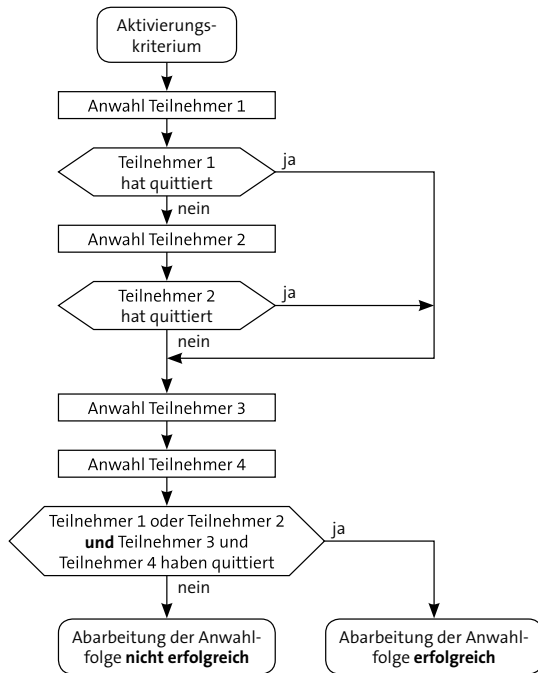 Aktivierungs-
kriterium
Anwahl Teilnehmer 1
Teilnehmer 1
hat quittiert
ja
nein
Anwahl Teilnehmer 2
Teilnehmer 2
hat quittiert
ja
nein
Anwahl Teilnehmer 3
Anwahl Teilnehmer 4
Teilnehmer 1 oder Teilnehmer 2
und Teilnehmer 3 und
Teilnehmer 4 haben quittiert
ja
nein
Abarbeitung der Anwahl-
folge nicht erfolgreich
Abarbeitung der Anwahl-
folge erfolgreich